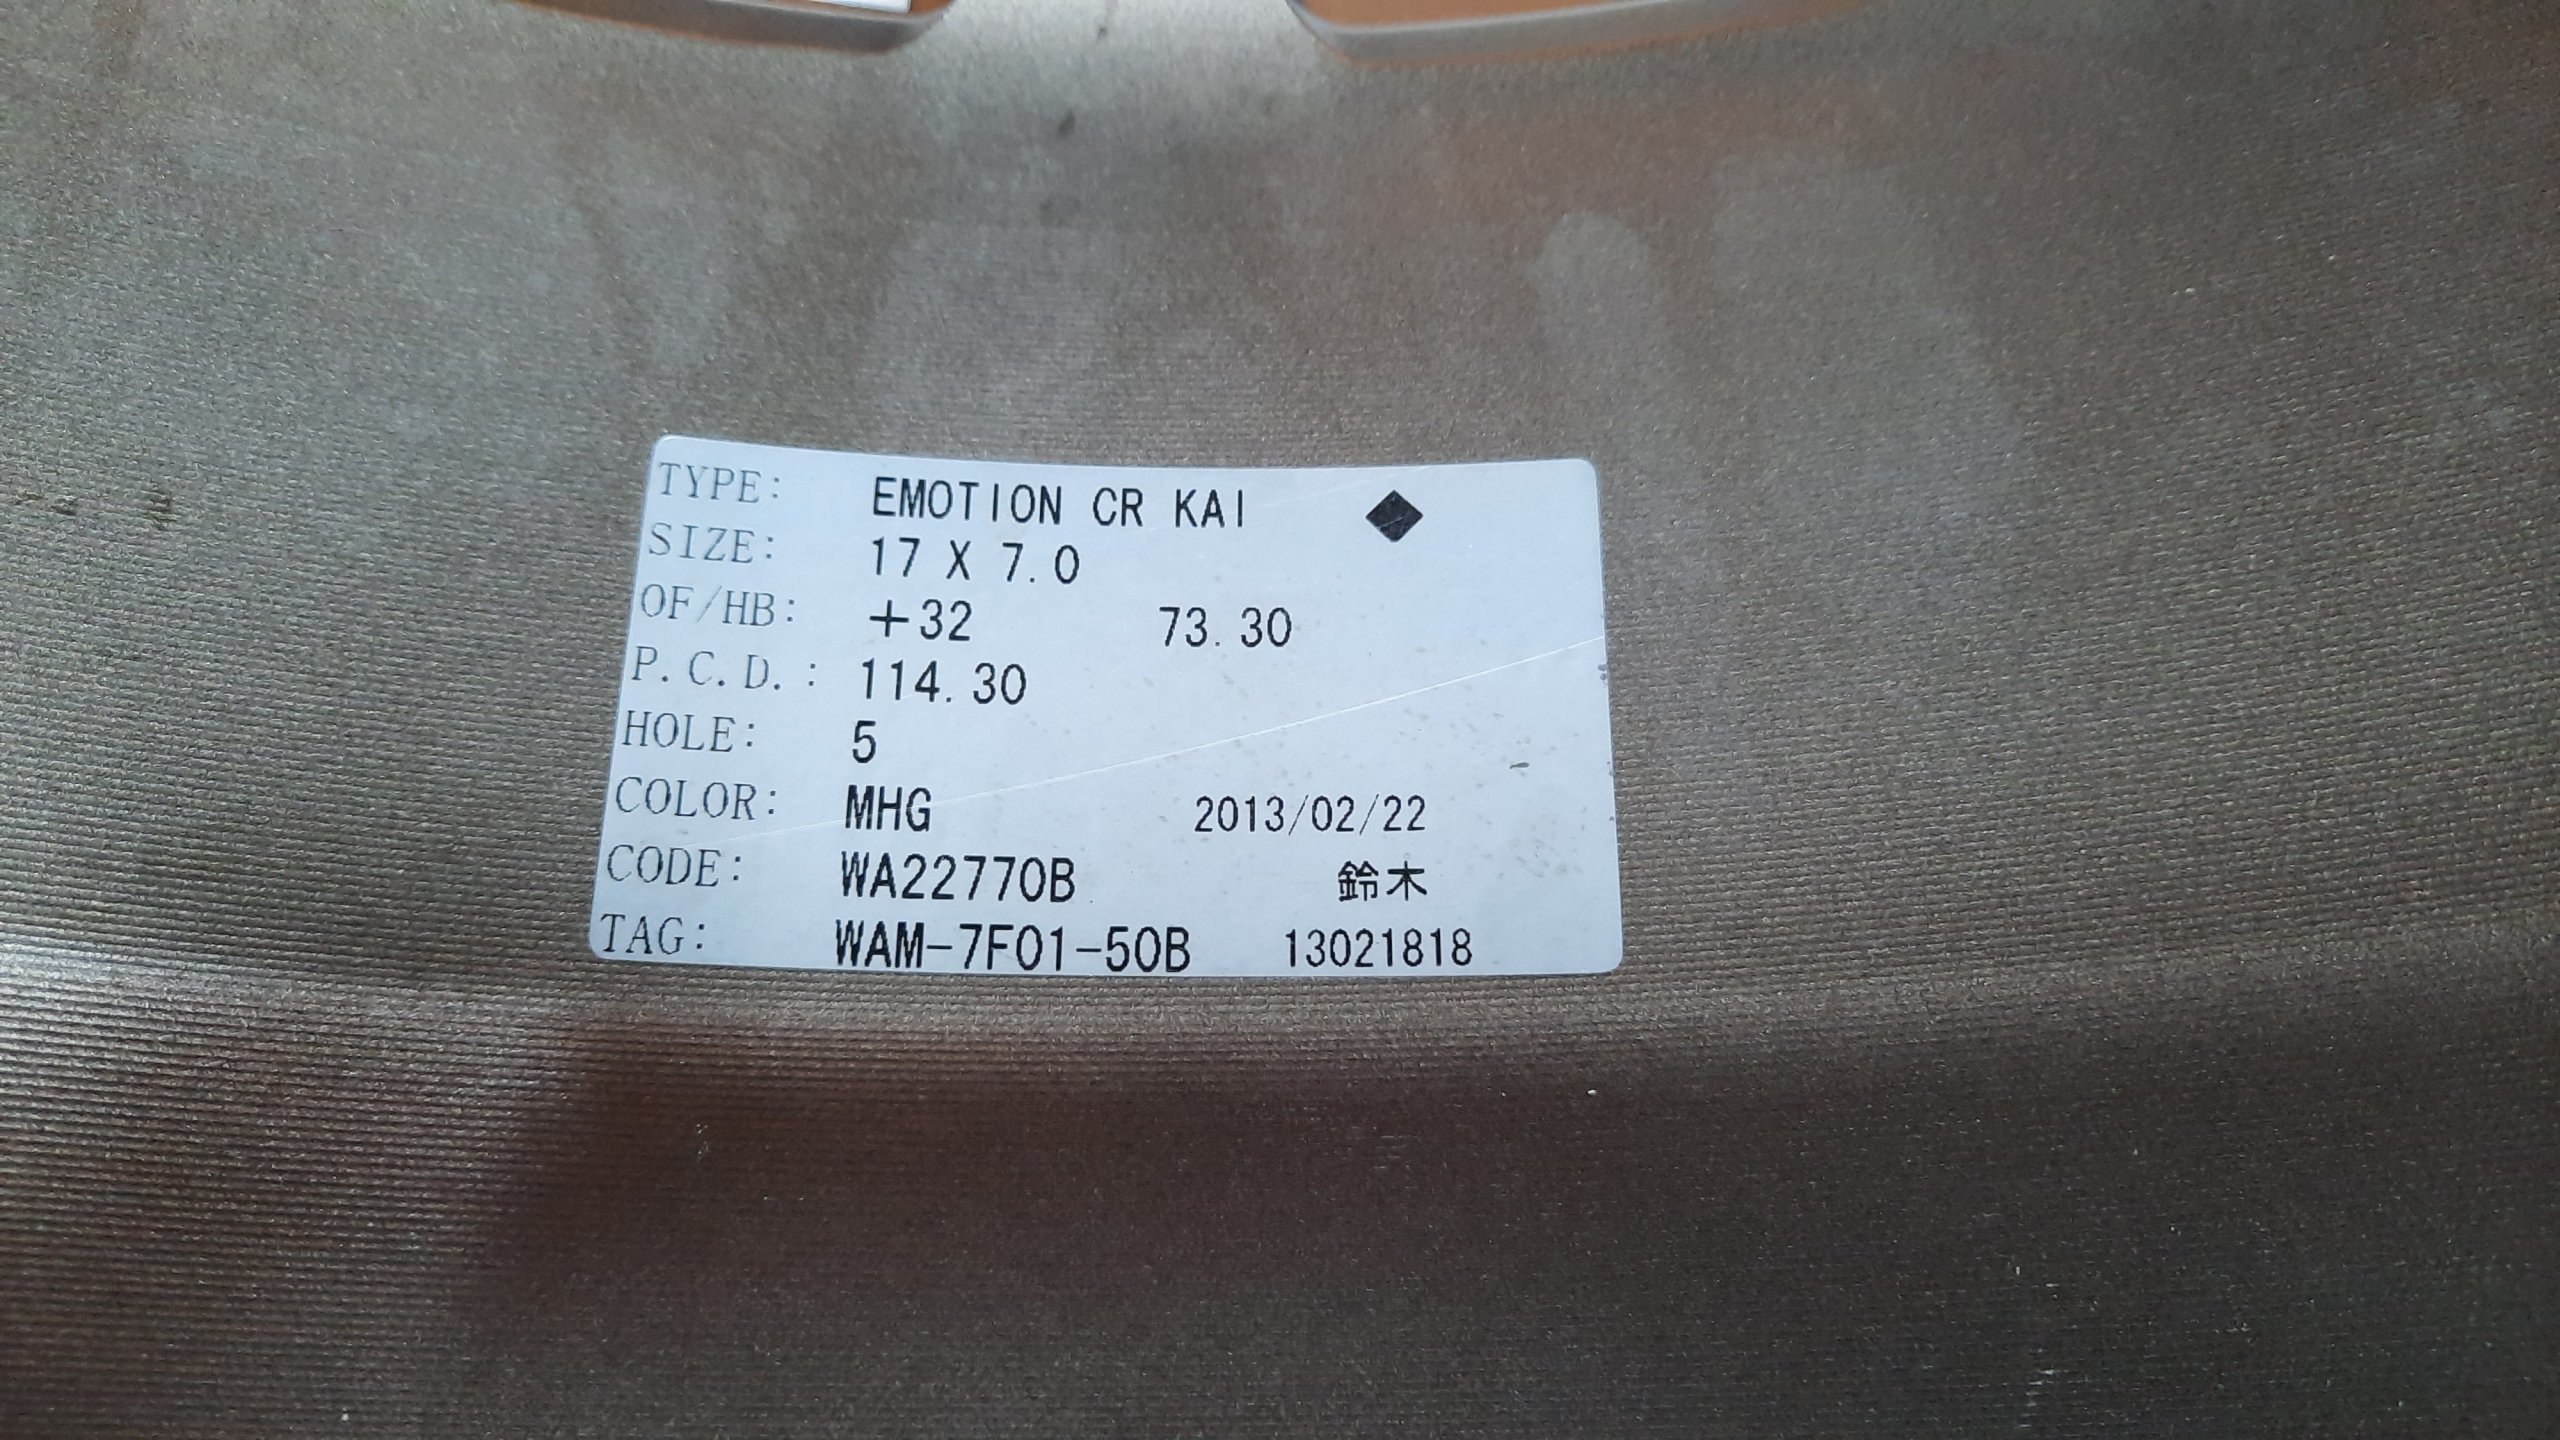 TYPE: EMOTION CR KAI ◆
SIZE: 17 X 7.0
OF/HB: +32 73.30
P.C.D.: 114.30
HOLE: 5
COLOR: MHG 2013/02/22
CODE: WA22770B 鈴木
TAG: WAM-7F01-50B 13021818